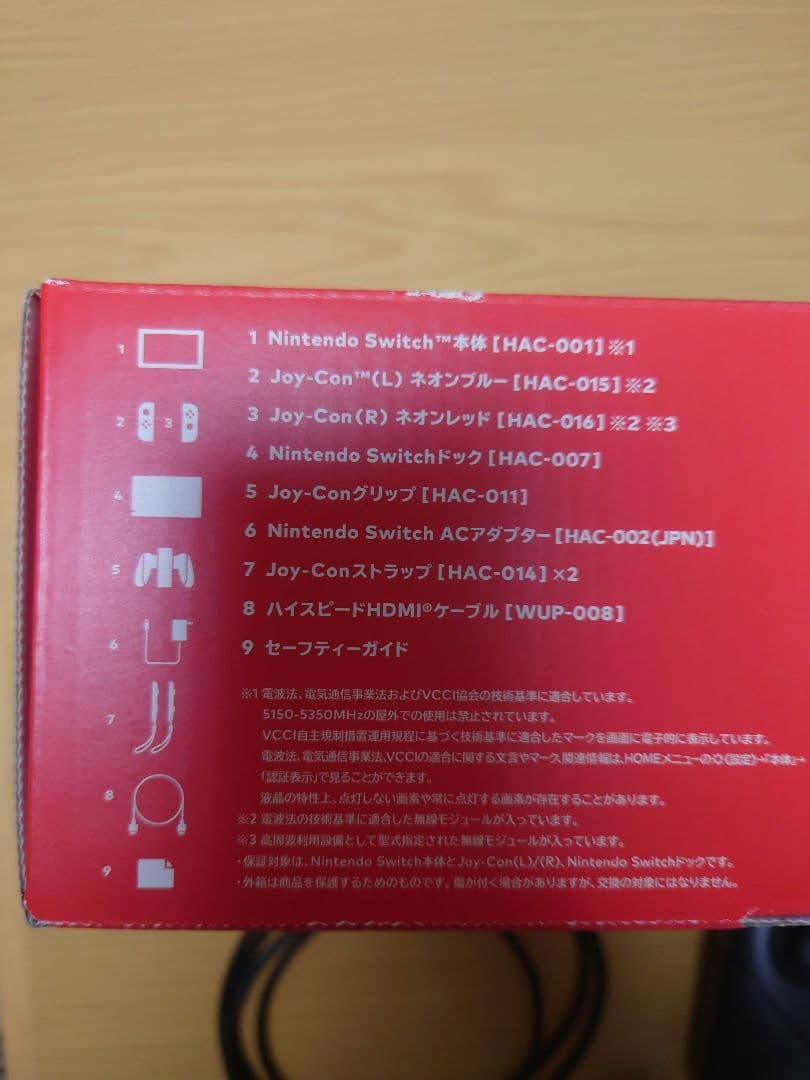 1 Nintendo Switch™本体 [HAC-001] ※1
2 Joy-Con™(L) ネオンブルー [HAC-015] ※2
3 Joy-Con(R) ネオンレッド [HAC-016] ※2 ※3
4 Nintendo Switchドック [HAC-007]
5 Joy-Conグリップ [HAC-011]
6 Nintendo Switch ACアダプター [HAC-002(JPN)]
7 Joy-Conストラップ [HAC-014] ×2
8 ハイスピードHDMI®ケーブル [WUP-008]
9 セーフティーガイド
1
2 3
4
5
6
7
8
9
※1 電波法、電気通信事業法およびVCCI協会の技術基準に適合しています。
5150-5350MHzの屋外での使用は禁止されています。
VCCI自主規制措置運用規程に基づく技術基準に適合したマークを画面に電子的に表示しています。
電波法、電気通信事業法、VCCIの適合に関する文言やマーク、関連情報は、HOMEメニューの(設定)→「本体」→
「認証表示」で見ることができます。
液晶の特性上、点灯しない画素や常に点灯する画素が存在することがあります。
※2 電波法の技術基準に適合した無線モジュールが入っています。
※3 高周波利用設備として型式指定された無線モジュールが入っています。
・保証対象は、Nintendo Switch本体とJoy-Con(L)/(R)、Nintendo Switchドックです。
・外箱は商品を保護するためのものです。傷が付く場合がありますが、交換の対象にはなりません。